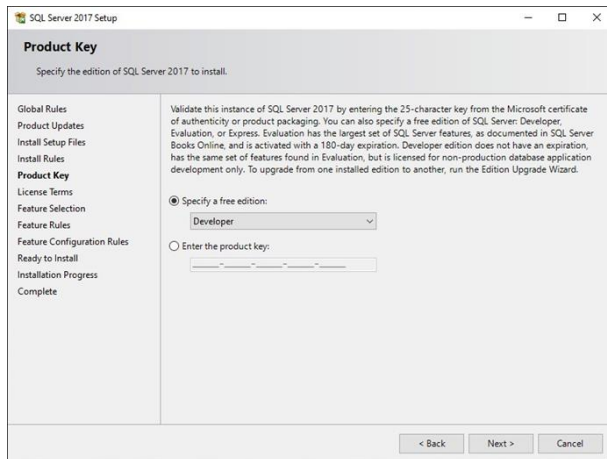 SQL Server 2017 Setup
Product Key
Specify the edition of SQL Server 2017 to install.
Global Rules
Product Updates
Install Setup Files
Install Rules
Product Key
License Terms
Feature Selection
Feature Rules
Feature Configuration Rules
Ready to Install
Installation Progress
Complete
Validate this instance of SQL Server 2017 by entering the 25-character key from the Microsoft certificate
of authenticity or product packaging. You can also specify a free edition of SQL Server: Developer,
Evaluation, or Express. Evaluation has the largest set of SQL Server features, as documented in SQL Server
Books Online, and is activated with a 180-day expiration. Developer edition does not have an expiration,
has the same set of features found in Evaluation, but is licensed for non-production database application
development only. To upgrade from one installed edition to another, run the Edition Upgrade Wizard.
Specify a free edition:
Developer
Enter the product key:
_____-_____-_____-_____-_____
< Back
Next >
Cancel